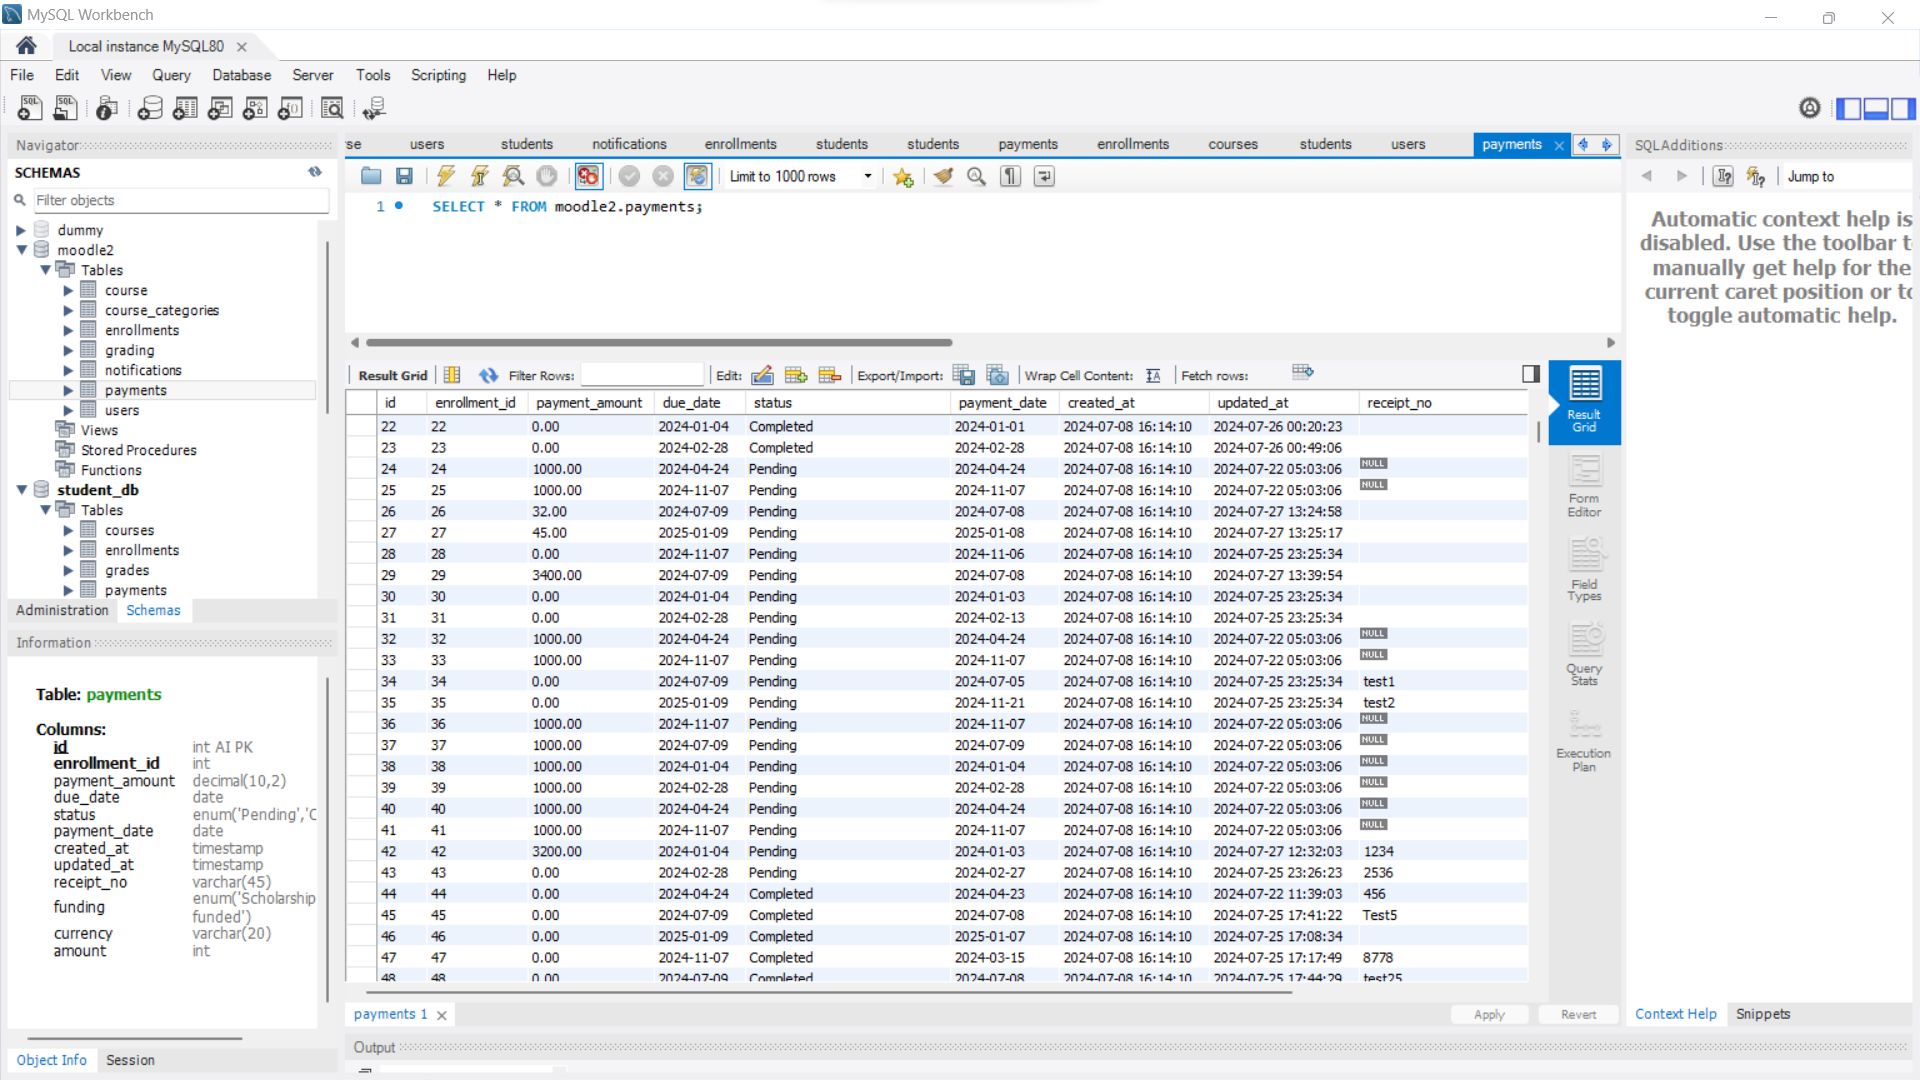 MySQL Workbench
Local instance MySQL80
File Edit View Query Database Server Tools Scripting Help
Navigator
SCHEMAS
Filter objects
dummy
moodle2
Tables
course
course_categories
enrollments
grading
notifications
payments
users
Views
Stored Procedures
Functions
student_db
Tables
courses
enrollments
grades
payments
Administration Schemas
Information
Table: payments
Columns:
id int AI PK
enrollment_id int
payment_amount decimal(10,2)
due_date date
status enum('Pending','C
payment_date date
created_at timestamp
updated_at timestamp
receipt_no varchar(45)
funding enum('Scholarship
funded')
currency varchar(20)
amount int
Object Info Session
se users students notifications enrollments students students payments enrollments courses students users payments
Limit to 1000 rows
1 SELECT * FROM moodle2.payments;
Result Grid Filter Rows: Edit: Export/Import: Wrap Cell Content: Fetch rows:
id enrollment_id payment_amount due_date status payment_date created_at updated_at receipt_no
22 22 0.00 2024-01-04 Completed 2024-01-01 2024-07-08 16:14:10 2024-07-26 00:20:23
23 23 0.00 2024-02-28 Completed 2024-02-28 2024-07-08 16:14:10 2024-07-26 00:49:06
24 24 1000.00 2024-04-24 Pending 2024-04-24 2024-07-08 16:14:10 2024-07-22 05:03:06 NULL
25 25 1000.00 2024-11-07 Pending 2024-11-07 2024-07-08 16:14:10 2024-07-22 05:03:06 NULL
26 26 32.00 2024-07-09 Pending 2024-07-08 2024-07-08 16:14:10 2024-07-27 13:24:58
27 27 45.00 2025-01-09 Pending 2025-01-08 2024-07-08 16:14:10 2024-07-27 13:25:17
28 28 0.00 2024-11-07 Pending 2024-11-06 2024-07-08 16:14:10 2024-07-25 23:25:34
29 29 3400.00 2024-07-09 Pending 2024-07-08 2024-07-08 16:14:10 2024-07-27 13:39:54
30 30 0.00 2024-01-04 Pending 2024-01-03 2024-07-08 16:14:10 2024-07-25 23:25:34
31 31 0.00 2024-02-28 Pending 2024-02-13 2024-07-08 16:14:10 2024-07-25 23:25:34
32 32 1000.00 2024-04-24 Pending 2024-04-24 2024-07-08 16:14:10 2024-07-22 05:03:06 NULL
33 33 1000.00 2024-11-07 Pending 2024-11-07 2024-07-08 16:14:10 2024-07-22 05:03:06 NULL
34 34 0.00 2024-07-09 Pending 2024-07-05 2024-07-08 16:14:10 2024-07-25 23:25:34 test1
35 35 0.00 2025-01-09 Pending 2024-11-21 2024-07-08 16:14:10 2024-07-25 23:25:34 test2
36 36 1000.00 2024-11-07 Pending 2024-11-07 2024-07-08 16:14:10 2024-07-22 05:03:06 NULL
37 37 1000.00 2024-07-09 Pending 2024-07-09 2024-07-08 16:14:10 2024-07-22 05:03:06 NULL
38 38 1000.00 2024-01-04 Pending 2024-01-04 2024-07-08 16:14:10 2024-07-22 05:03:06 NULL
39 39 1000.00 2024-02-28 Pending 2024-02-28 2024-07-08 16:14:10 2024-07-22 05:03:06 NULL
40 40 1000.00 2024-04-24 Pending 2024-04-24 2024-07-08 16:14:10 2024-07-22 05:03:06 NULL
41 41 1000.00 2024-11-07 Pending 2024-11-07 2024-07-08 16:14:10 2024-07-22 05:03:06 NULL
42 42 3200.00 2024-01-04 Pending 2024-01-03 2024-07-08 16:14:10 2024-07-27 12:32:03 1234
43 43 0.00 2024-02-28 Pending 2024-02-27 2024-07-08 16:14:10 2024-07-25 23:26:23 2536
44 44 0.00 2024-04-24 Completed 2024-04-23 2024-07-08 16:14:10 2024-07-22 11:39:03 456
45 45 0.00 2024-07-09 Completed 2024-07-08 2024-07-08 16:14:10 2024-07-25 17:41:22 Test5
46 46 0.00 2025-01-09 Completed 2025-01-07 2024-07-08 16:14:10 2024-07-25 17:08:34
47 47 0.00 2024-11-07 Completed 2024-03-15 2024-07-08 16:14:10 2024-07-25 17:17:49 8778
48 48 0.00 2024-07-09 Completed 2024-07-08 2024-07-08 16:14:10 2024-07-25 17:44:29 test25
Result
Grid
Form
Editor
Field
Types
Query
Stats
Execution
Plan
payments 1
Apply Revert
Output
SQLAdditions
Jump to
Automatic context help is
disabled. Use the toolbar t
manually get help for the
current caret position or to
toggle automatic help.
Context Help Snippets